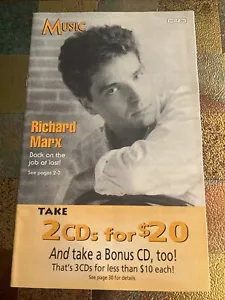 MUSIC
Richard
Marx
Back on the
job at last!
See pages 2-3
TAKE
2CDs for $20
And take a Bonus CD, too!
That's 3CDs for less than $10 each!
See page 30 for details.